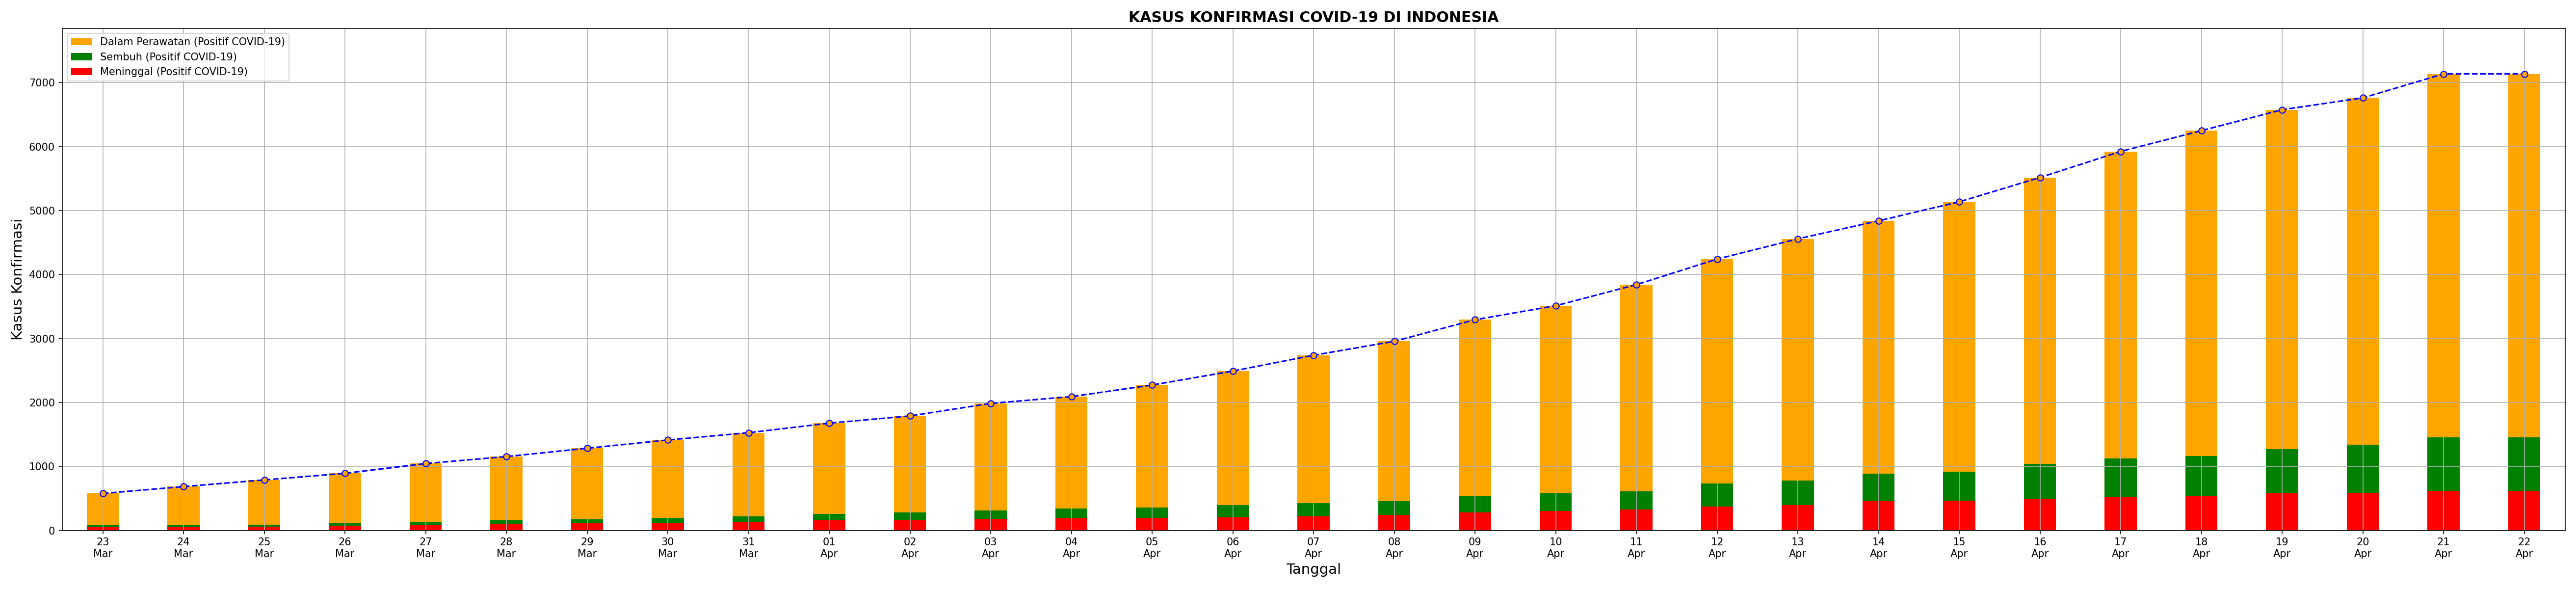 KASUS KONFIRMASI COVID-19 DI INDONESIA
Dalam Perawatan (Positif COVID-19)
Sembuh (Positif COVID-19)
Meninggal (Positif COVID-19)
Kasus Konfirmasi
7000
6000
5000
4000
3000
2000
1000
0
23 24 25 26 27 28 29 30 31 01 02 03 04 05 06 07 08 09 10 11 12 13 14 15 16 17 18 19 20 21 22
Mar Mar Mar Mar Mar Mar Mar Mar Mar Apr Apr Apr Apr Apr Apr Apr Apr Apr Apr Apr Apr Apr Apr Apr Apr Apr Apr Apr Apr Apr Apr
Tanggal